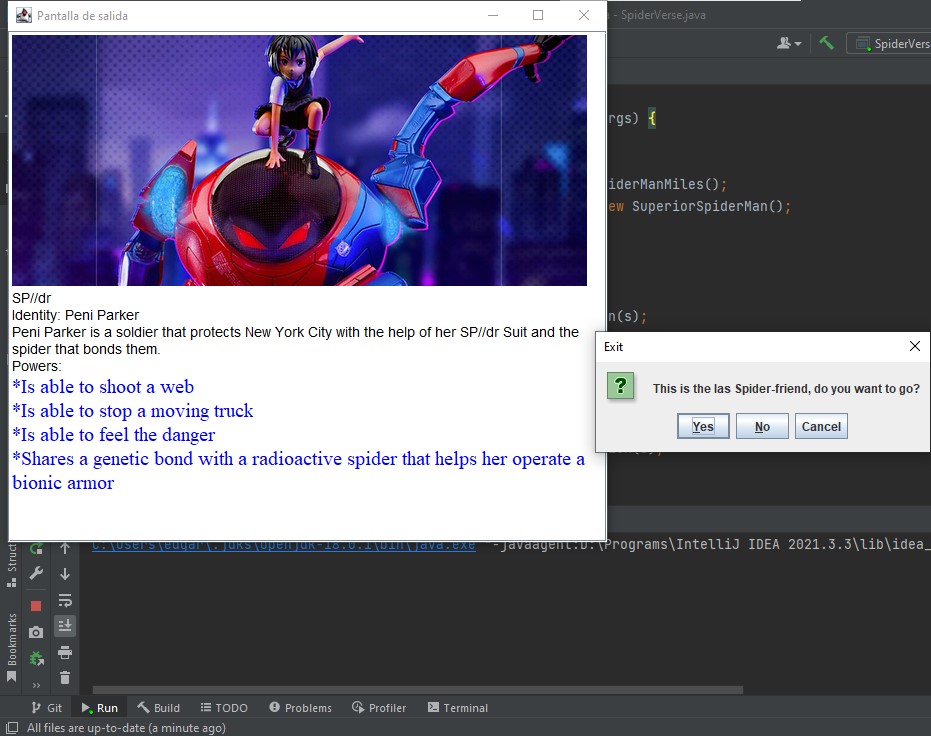 Pantalla de salida
- SpiderVerse.java
SpiderVers
rgs) {
iderManMiles();
ew SuperiorSpiderMan();
n(s);
SP//dr
Identity: Peni Parker
Peni Parker is a soldier that protects New York City with the help of her SP//dr Suit and the
spider that bonds them.
Powers:
*Is able to shoot a web
*Is able to stop a moving truck
*Is able to feel the danger
*Shares a genetic bond with a radioactive spider that helps her operate a
bionic armor
Exit
This is the las Spider-friend, do you want to go?
Yes
No
Cancel
C:\Users\edgar\.jdks\openjdk-18.0.1\bin\java.exe -javaagent:D:\Programs\IntelliJ IDEA 2021.3.3\lib\idea_
Struct
Bookmarks
Git
Run
Build
TODO
Problems
Profiler
Terminal
All files are up-to-date (a minute ago)